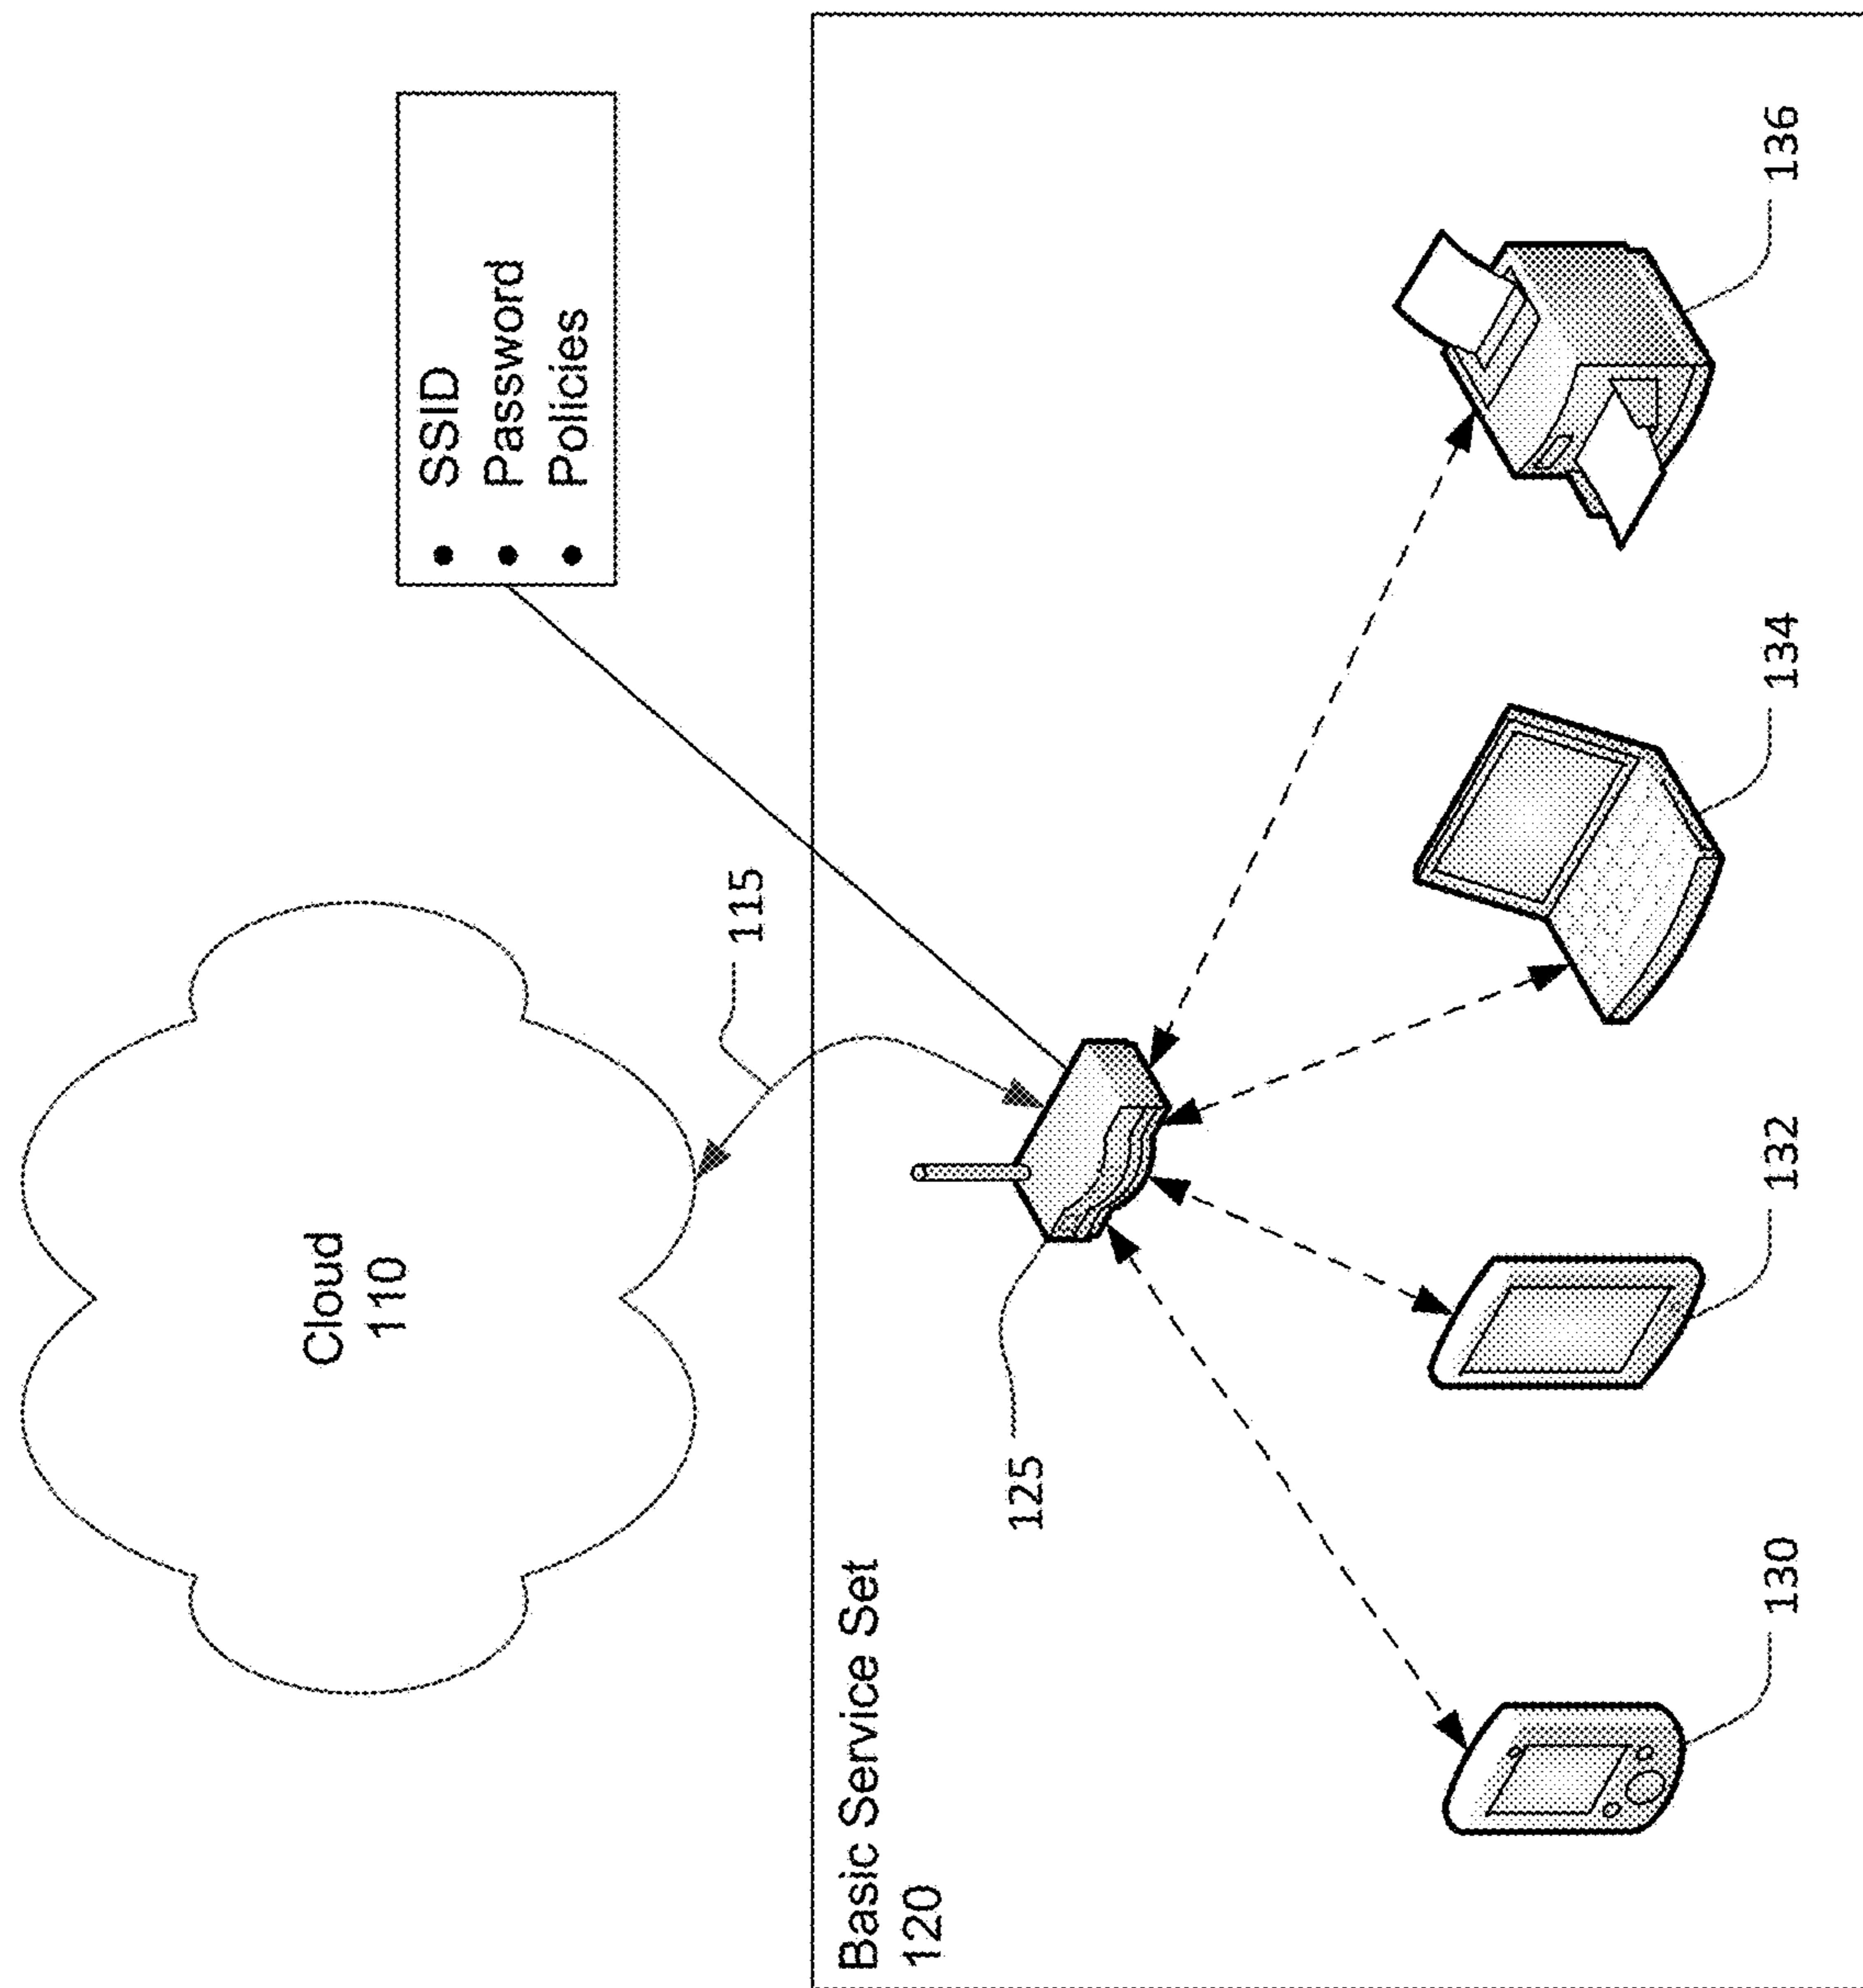 Cloud
110
• SSID
• Password
• Policies
115
Basic Service Set
120
125
130
132
134
136